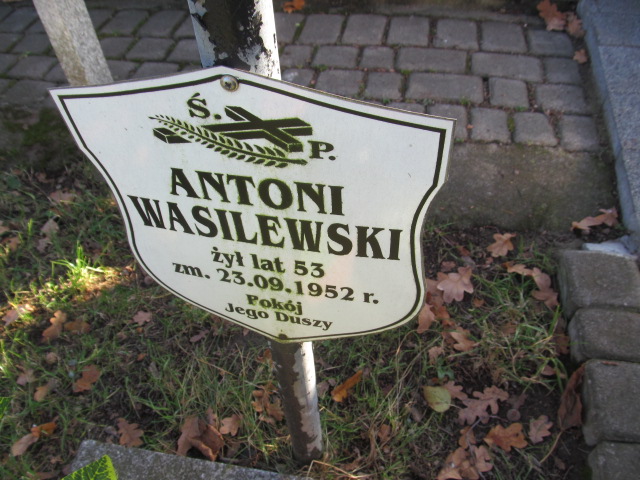 Ś. P.
ANTONI
WASILEWSKI
żył lat 53
zm. 23.09.1952 r.
Pokój
Jego Duszy